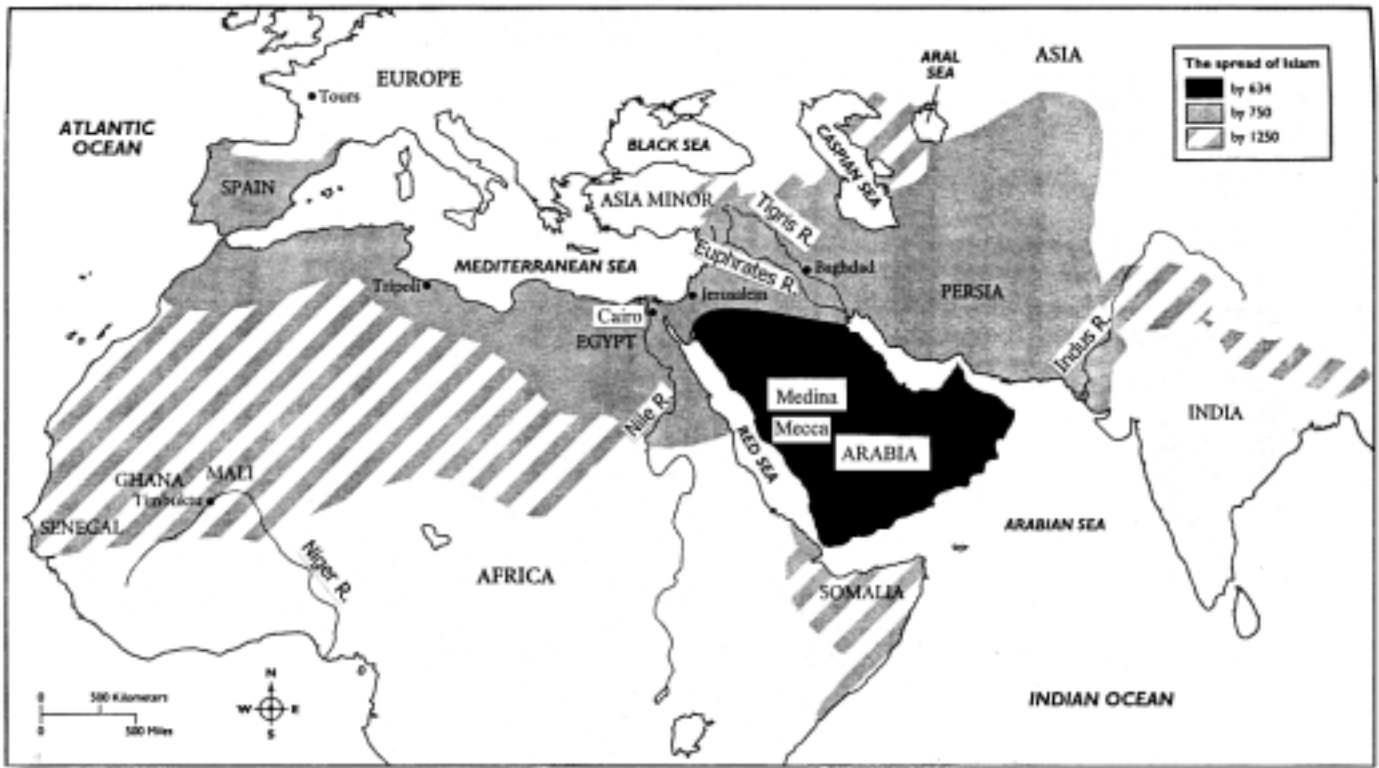 ATLANTIC
OCEAN
EUROPE
Tours
SPAIN
BLACK SEA
ASIA MINOR
ARAL
SEA
ASIA
CASPIAN SEA
The spread of Islam
by 634
by 750
by 1250
Tigris R.
Euphrates R.
Baghdad
MEDITERRANEAN SEA
Tripoli
Jerusalem
Cairo
EGYPT
PERSIA
Indus R.
Nile R.
Medina
Mecca
ARABIA
RED SEA
INDIA
GHANA
MALI
Timbuktu
SENEGAL
Niger R.
AFRICA
SOMALIA
ARABIAN SEA
INDIAN OCEAN
0
500 Kilometers
0
500 Miles
N
W
E
S